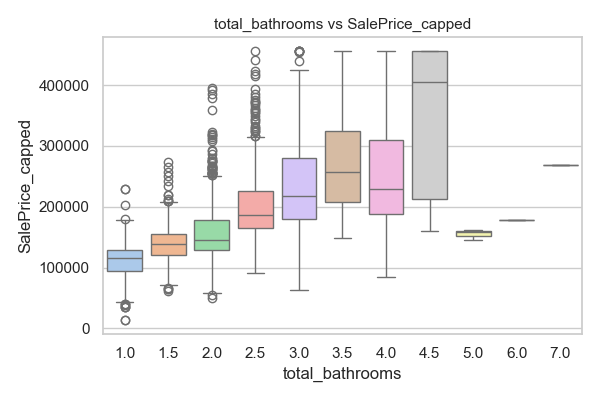 total_bathrooms vs SalePrice_capped
SalePrice_capped
400000
300000
200000
100000
0
1.0 1.5 2.0 2.5 3.0 3.5 4.0 4.5 5.0 6.0 7.0
total_bathrooms